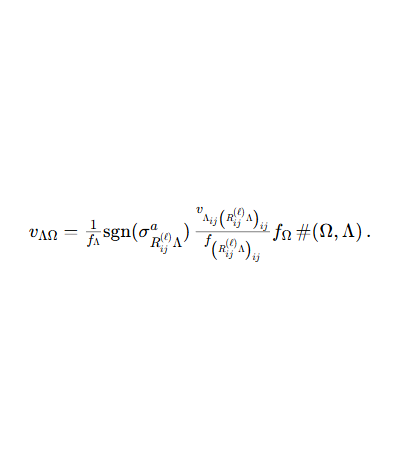 $v_{\Lambda\Omega} = \frac{1}{f_{\Lambda}} \mathrm{sgn}(\sigma^{a}_{R^{(\ell)}_{ij}\Lambda}) \frac{v_{\Lambda_{ij}\left(R^{(\ell)}_{ij}\Lambda\right)_{ij}}}{f_{\left(R^{(\ell)}_{ij}\Lambda\right)_{ij}}} f_{\Omega} \, \#(\Omega, \Lambda) \, .$